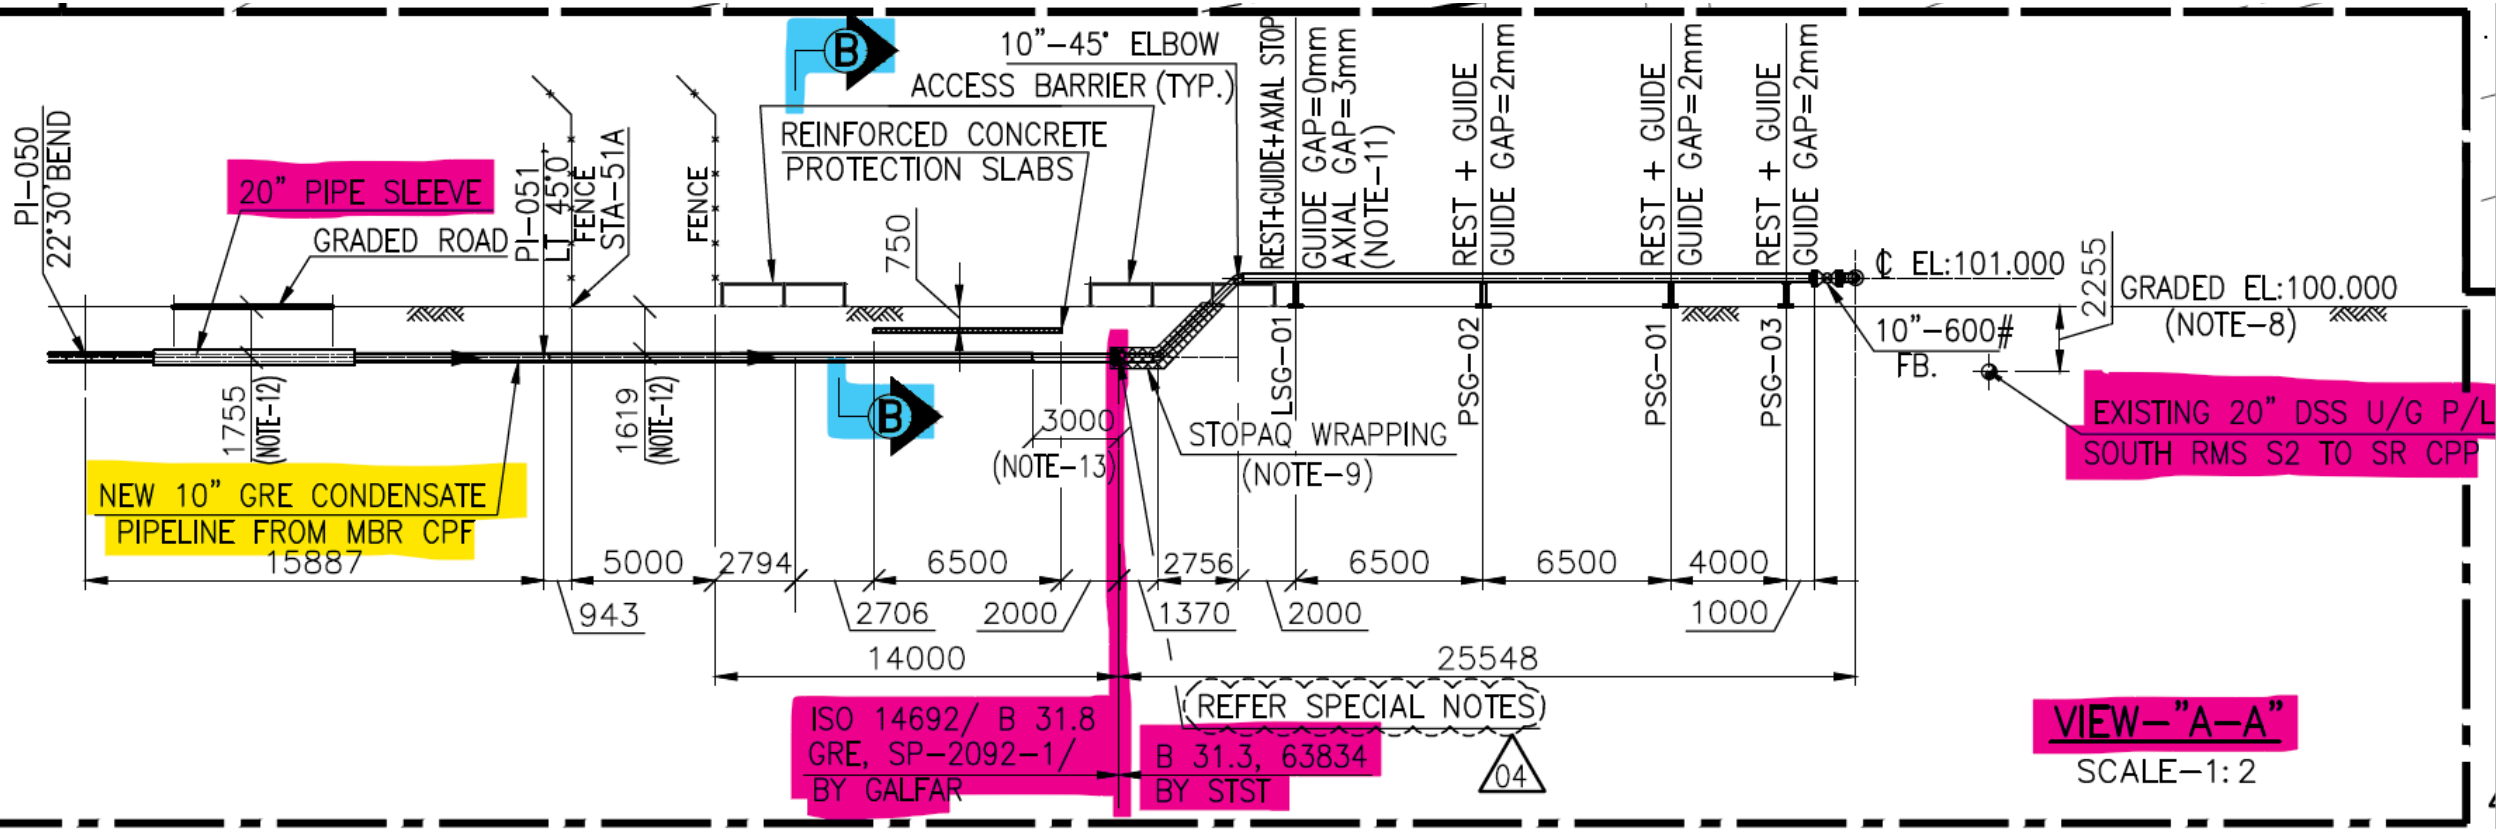 B
10"-45° ELBOW
ACCESS BARRIER (TYP.)
REINFORCED CONCRETE
PROTECTION SLABS
PI-050
22°30'BEND
20" PIPE SLEEVE
GRADED ROAD
PI-051
LT 45°0'
FENCE
STA-51A
FENCE
750
REST+GUIDE+AXIAL STOP
GUIDE GAP=0mm
AXIAL GAP=3mm
(NOTE-11)
REST + GUIDE
GUIDE GAP=2mm
REST + GUIDE
GUIDE GAP=2mm
REST + GUIDE
GUIDE GAP=2mm
℄ EL:101.000
2255
GRADED EL:100.000
(NOTE-8)
10"-600#
FB.
LSG-01
PSG-02
PSG-01
PSG-03
EXISTING 20" DSS U/G P/L
SOUTH RMS S2 TO SR CPP
1755
(NOTE-12)
1619
(NOTE-12)
B
3000
(NOTE-13)
STOPAQ WRAPPING
(NOTE-9)
NEW 10" GRE CONDENSATE
PIPELINE FROM MBR CPF
15887
5000
2794
6500
2756
6500
6500
4000
943
2706
2000
1370
2000
1000
14000
25548
REFER SPECIAL NOTES
04
ISO 14692/ B 31.8
GRE, SP-2092-1/
BY GALFAR
B 31.3, 63834
BY STST
VIEW-"A-A"
SCALE-1:2